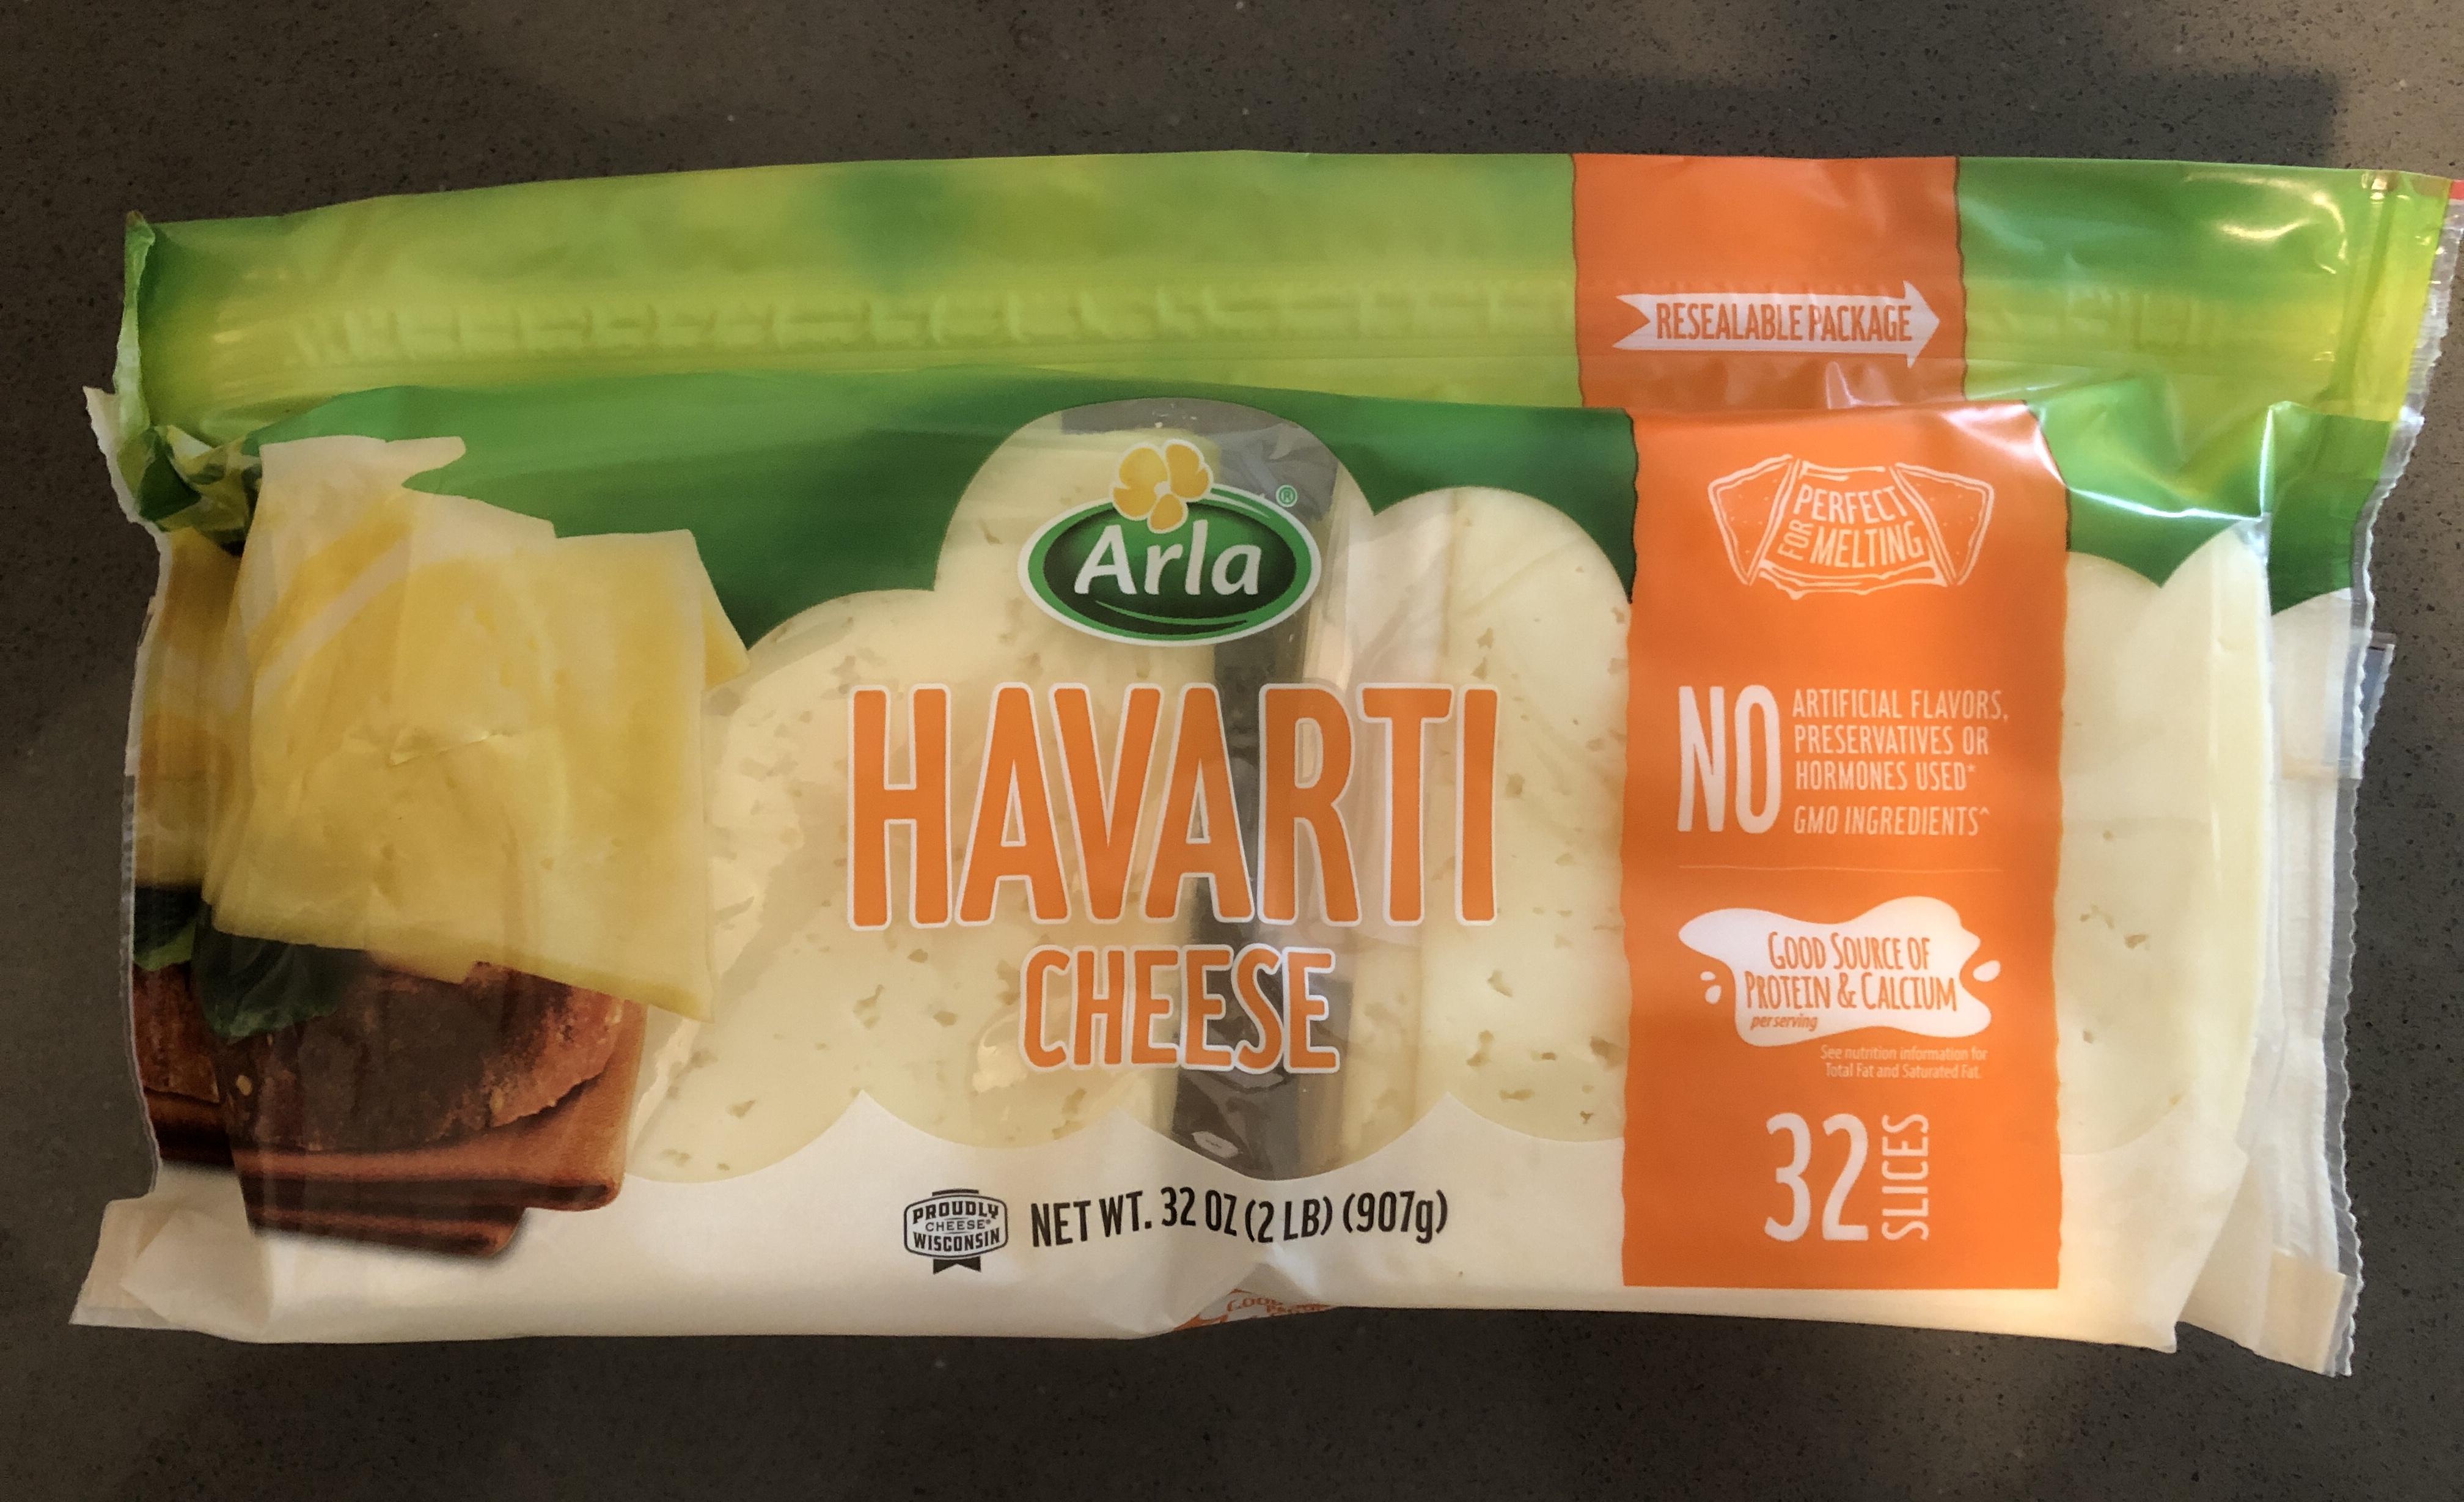 RESEALABLE PACKAGE
Arla®
PERFECT
FOR MELTING
HAVARTI
CHEESE
NO
ARTIFICIAL FLAVORS,
PRESERVATIVES OR
HORMONES USED*
GMO INGREDIENTS^
GOOD SOURCE OF
PROTEIN & CALCIUM
per serving
See nutrition information for
Total Fat and Saturated Fat.
32 SLICES
PROUDLY
CHEESE®
WISCONSIN
NET WT. 32 OZ (2 LB) (907g)